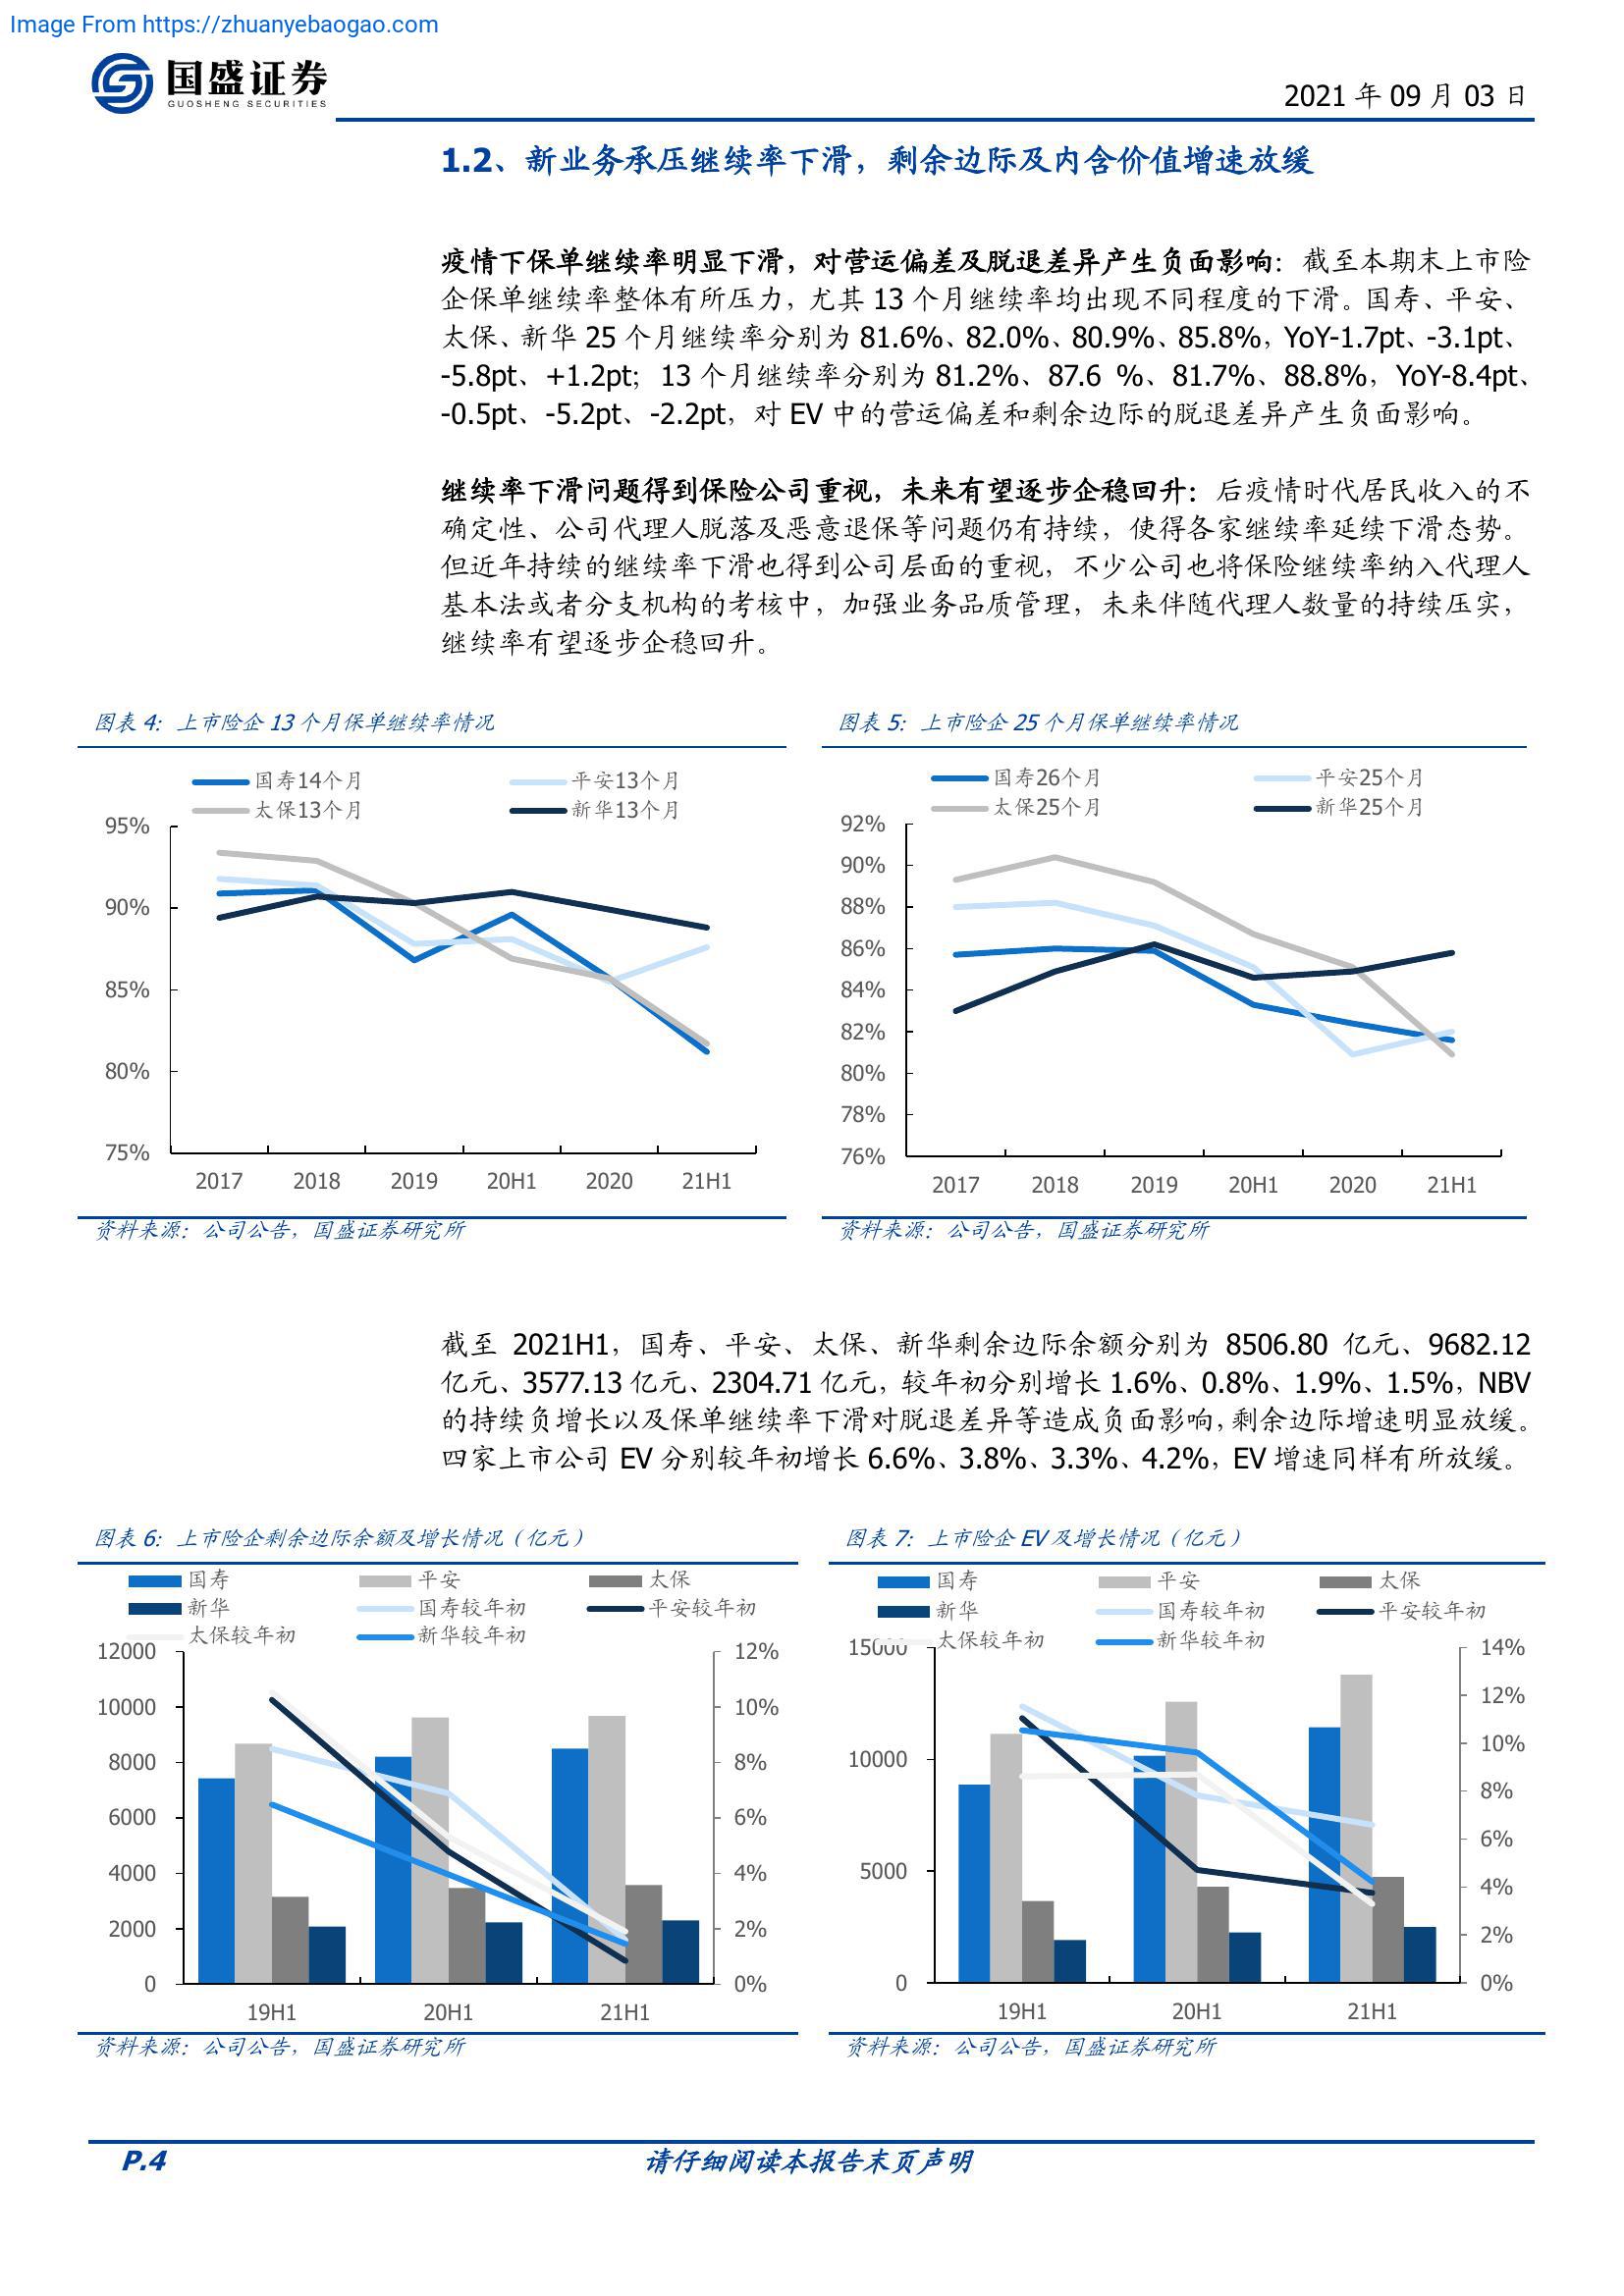 Image From https://zhuanyebaogao.com
国盛证券
GUOSHENG SECURITIES
2021 年 09 月 03 日
1.2、新业务承压继续率下滑，剩余边际及内含价值增速放缓
疫情下保单继续率明显下滑，对营运偏差及脱退差异产生负面影响：截至本期末上市险
企保单继续率整体有所压力，尤其 13 个月继续率均出现不同程度的下滑。国寿、平安、
太保、新华 25 个月继续率分别为 81.6%、82.0%、80.9%、85.8%，YoY-1.7pt、-3.1pt、
-5.8pt、+1.2pt；13 个月继续率分别为 81.2%、87.6 %、81.7%、88.8%，YoY-8.4pt、
-0.5pt、-5.2pt、-2.2pt，对 EV 中的营运偏差和剩余边际的脱退差异产生负面影响。
继续率下滑问题得到保险公司重视，未来有望逐步企稳回升：后疫情时代居民收入的不
确定性、公司代理人脱落及恶意退保等问题仍有持续，使得各家继续率延续下滑态势。
但近年持续的继续率下滑也得到公司层面的重视，不少公司也将保险继续率纳入代理人
基本法或者分支机构的考核中，加强业务品质管理，未来伴随代理人数量的持续压实，
继续率有望逐步企稳回升。
图表 4：上市险企 13 个月保单继续率情况
国寿14个月 平安13个月
太保13个月 新华13个月
95%
90%
85%
80%
75%
2017 2018 2019 20H1 2020 21H1
资料来源：公司公告，国盛证券研究所
图表 5：上市险企 25 个月保单继续率情况
国寿26个月 平安25个月
太保25个月 新华25个月
92%
90%
88%
86%
84%
82%
80%
78%
76%
2017 2018 2019 20H1 2020 21H1
资料来源：公司公告，国盛证券研究所
截至 2021H1，国寿、平安、太保、新华剩余边际余额分别为 8506.80 亿元、9682.12
亿元、3577.13 亿元、2304.71 亿元，较年初分别增长 1.6%、0.8%、1.9%、1.5%，NBV
的持续负增长以及保单继续率下滑对脱退差异等造成负面影响，剩余边际增速明显放缓。
四家上市公司 EV 分别较年初增长 6.6%、3.8%、3.3%、4.2%，EV 增速同样有所放缓。
图表 6：上市险企剩余边际余额及增长情况（亿元）
国寿 平安 太保
新华 国寿较年初 平安较年初
太保较年初 新华较年初
12000 12%
10000 10%
8000 8%
6000 6%
4000 4%
2000 2%
0 0%
19H1 20H1 21H1
资料来源：公司公告，国盛证券研究所
图表 7：上市险企 EV 及增长情况（亿元）
国寿 平安 太保
新华 国寿较年初 平安较年初
太保较年初 新华较年初
15000 14%
12%
10%
10000
8%
6%
5000
4%
2%
0 0%
19H1 20H1 21H1
资料来源：公司公告，国盛证券研究所
P.4 请仔细阅读本报告末页声明